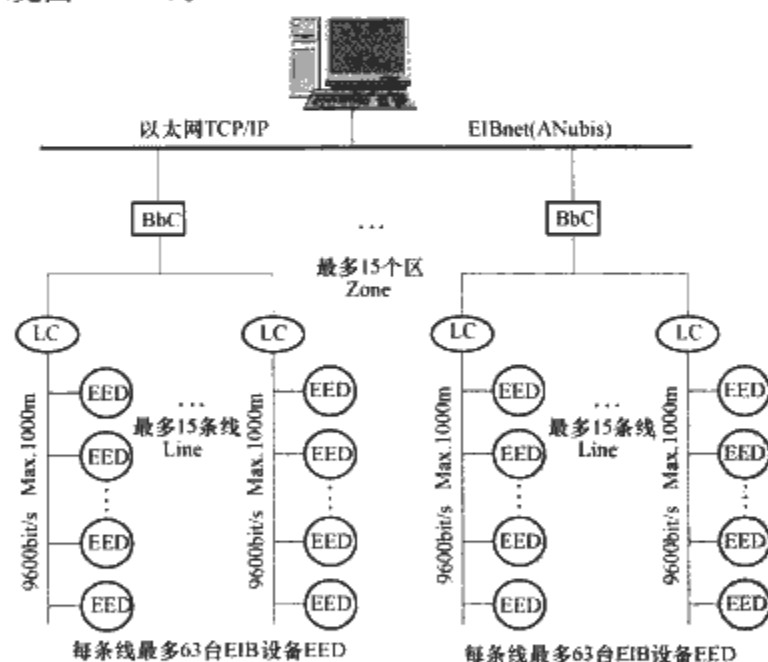 以太网TCP/IP
EIBnet(ANubis)
BbC
...
BbC
最多15个区
Zone
LC
LC
LC
LC
EED
EED
EED
EED
...
最多15条线
Line
...
最多15条线
Line
EED
EED
EED
EED
EED
EED
EED
EED
EED
EED
EED
EED
9600bit/s Max.1000m
9600bit/s Max.1000m
9600bit/s Max.1000m
9600bit/s Max.1000m
每条线最多63台EIB设备EED
每条线最多63台EIB设备EED